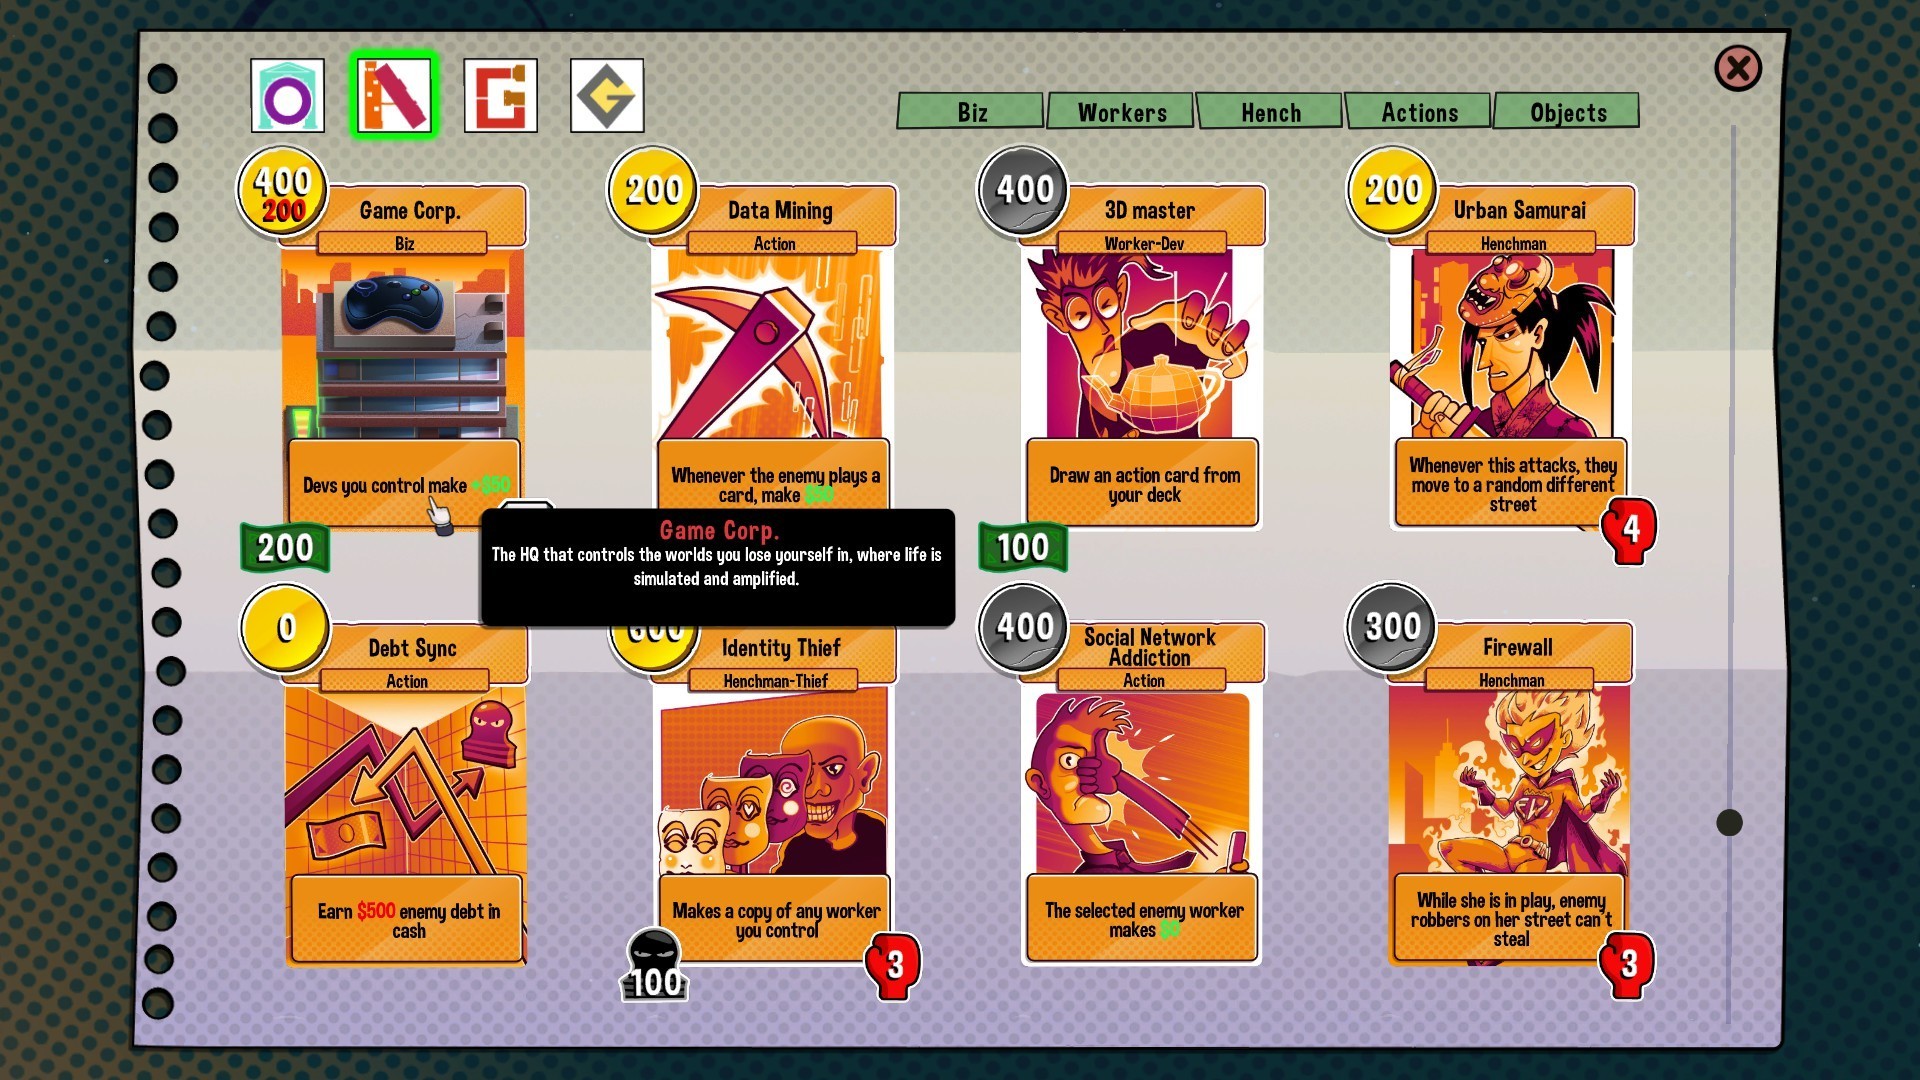 Biz
Workers
Hench
Actions
Objects
400
200
Game Corp.
Biz
Devs you control make +$50
200
200
Data Mining
Action
Whenever the enemy plays a
card, make $50
400
3D master
Worker-Dev
Draw an action card from
your deck
100
200
Urban Samurai
Henchman
Whenever this attacks, they
move to a random different
street
4
Game Corp.
The HQ that controls the worlds you lose yourself in, where life is
simulated and amplified.
0
Debt Sync
Action
Earn $500 enemy debt in
cash
Identity Thief
Henchman-Thief
Makes a copy of any worker
you control
100
3
400
Social Network
Addiction
Action
The selected enemy worker
makes $0
300
Firewall
Henchman
FW
While she is in play, enemy
robbers on her street can't
steal
3